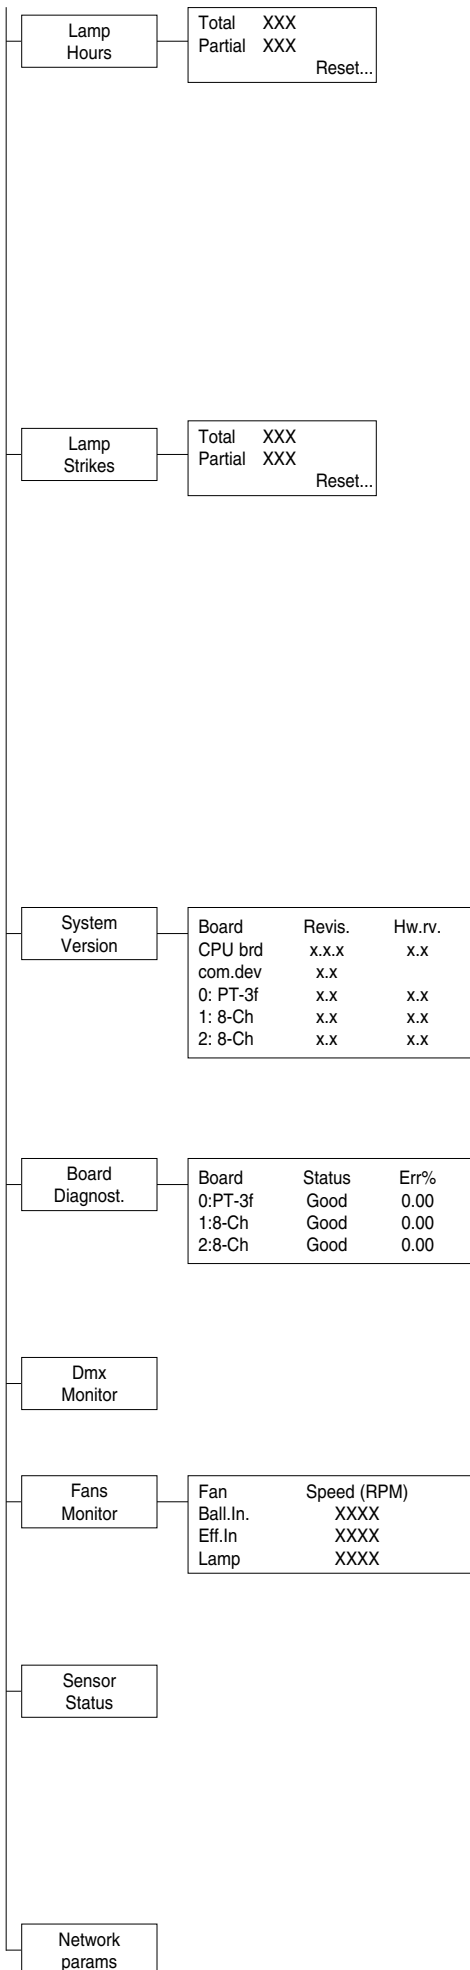 Lamp
Hours
Total XXX
Partial XXX
Reset...
Lamp
Strikes
Total XXX
Partial XXX
Reset...
System
Version
Board Revis. Hw.rv.
CPU brd x.x.x x.x
com.dev x.x
0: PT-3f x.x x.x
1: 8-Ch x.x x.x
2: 8-Ch x.x x.x
Board
Diagnost.
Board Status Err%
0:PT-3f Good 0.00
1:8-Ch Good 0.00
2:8-Ch Good 0.00
Dmx
Monitor
Fans
Monitor
Fan Speed (RPM)
Ball.In. XXXX
Eff.In XXXX
Lamp XXXX
Sensor
Status
Network
params